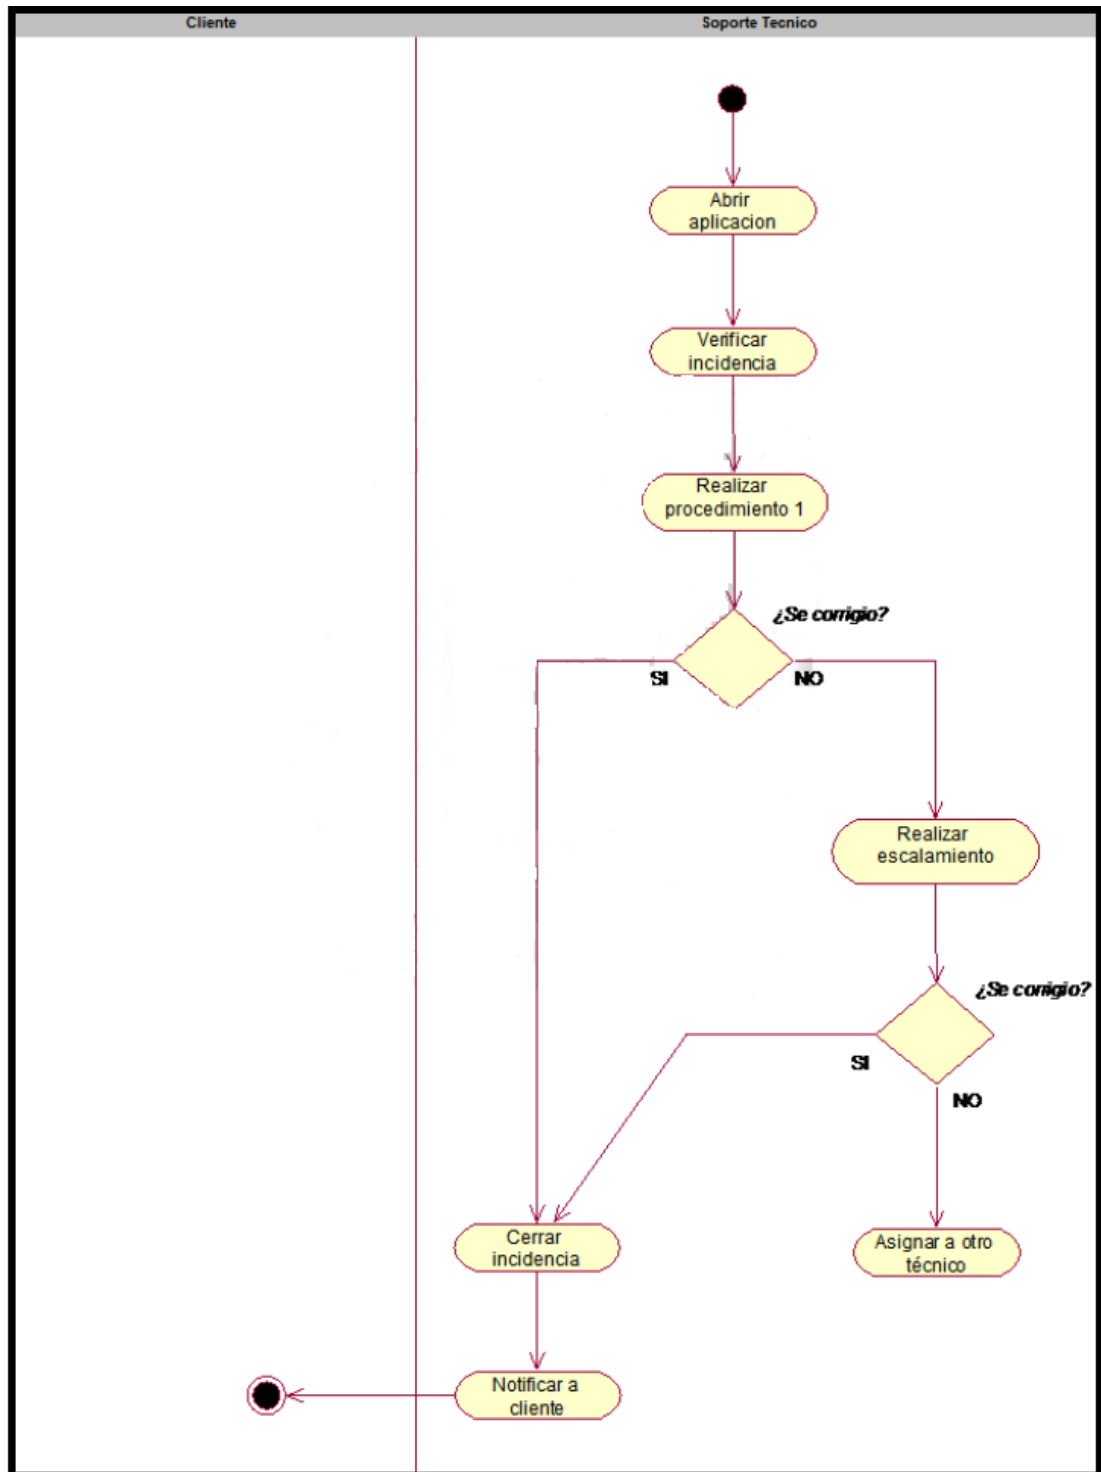 Cliente
Soporte Tecnico
Abrir
aplicacion
Verificar
incidencia
Realizar
procedimiento 1
¿Se corrigio?
SI
NO
Realizar
escalamiento
¿Se corrigio?
SI
NO
Cerrar
incidencia
Asignar a otro
técnico
Notificar a
cliente